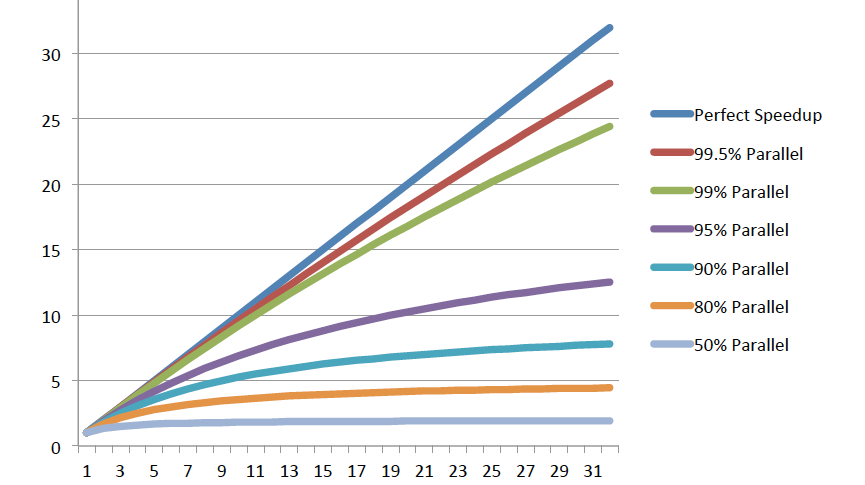 30
25
20
15
10
5
0
1 3 5 7 9 11 13 15 17 19 21 23 25 27 29 31
Perfect Speedup
99.5% Parallel
99% Parallel
95% Parallel
90% Parallel
80% Parallel
50% Parallel